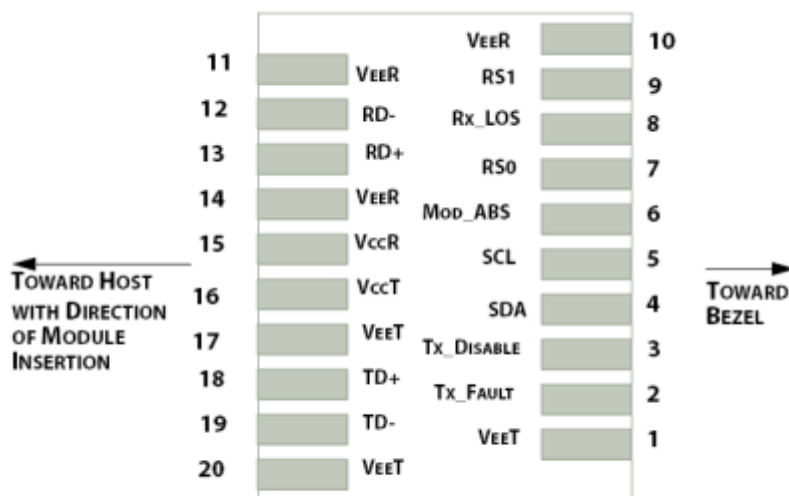 VEER 10
11 VEER
RS1 9
12 RD-
RX_LOS 8
13 RD+
RS0 7
14 VEER
MOD_ABS 6
15 VCCR
SCL 5
TOWARD HOST
WITH DIRECTION
OF MODULE
INSERTION
16 VCCT
SDA 4
TOWARD
BEZEL
17 VEET
TX_DISABLE 3
18 TD+
TX_FAULT 2
19 TD-
VEET 1
20 VEET